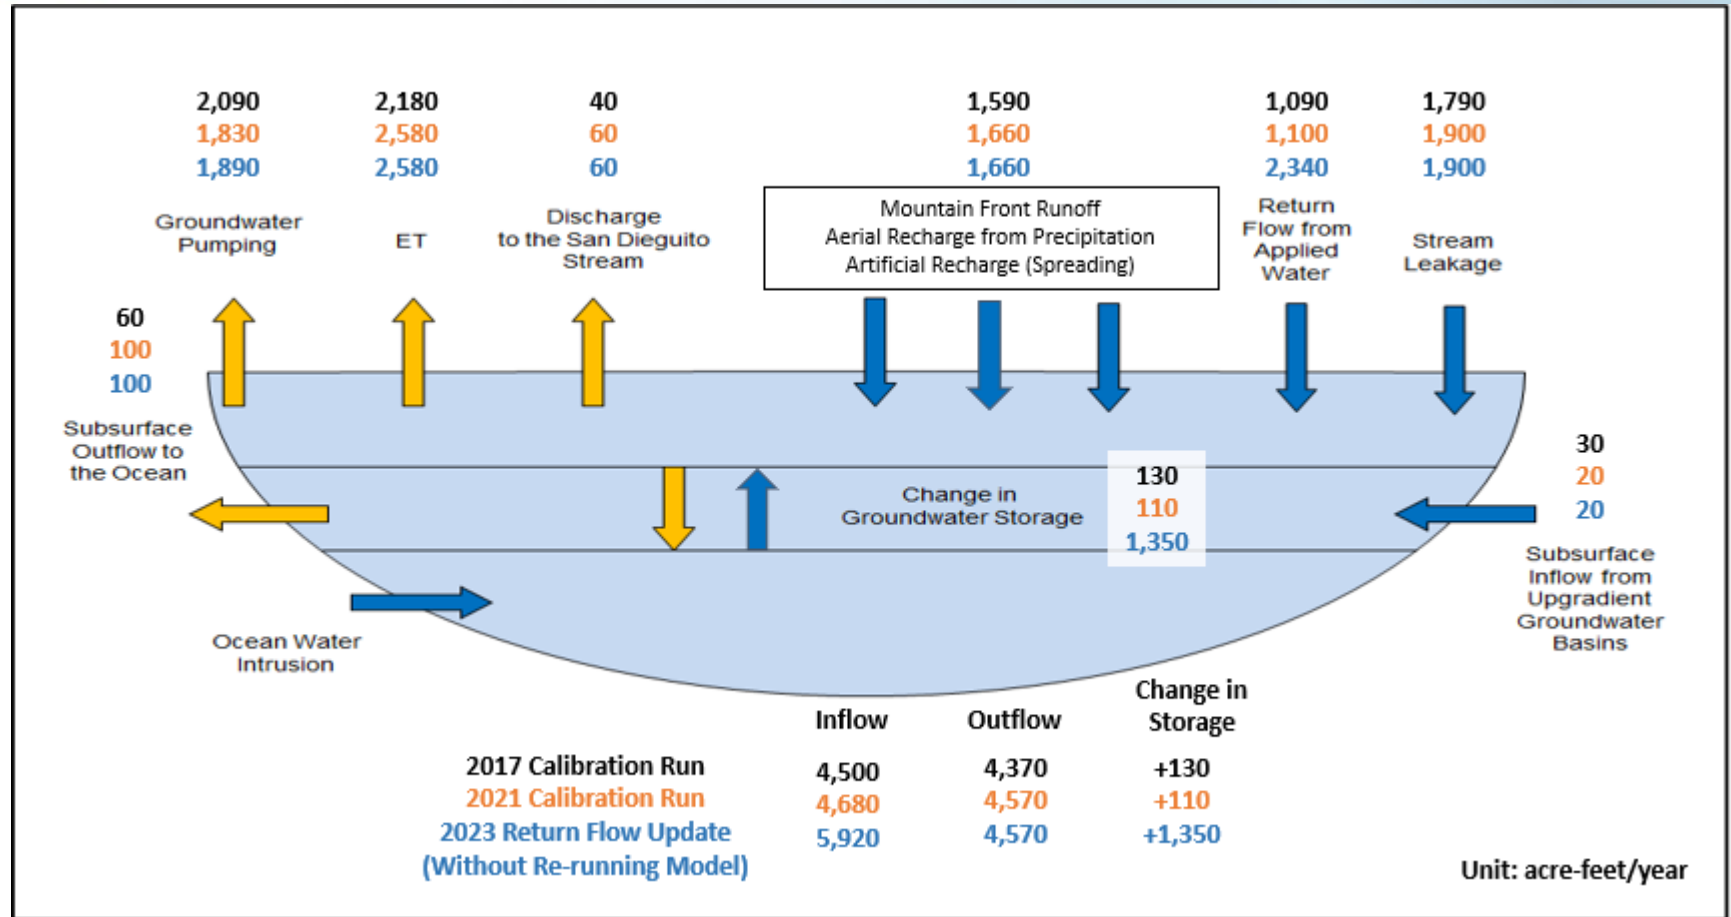 2,090
1,830
1,890
Groundwater
Pumping
2,180
2,580
2,580
ET
40
60
60
Discharge
to the San Dieguito
Stream
1,590
1,660
1,660
Mountain Front Runoff
Aerial Recharge from Precipitation
Artificial Recharge (Spreading)
1,090
1,100
2,340
Return
Flow from
Applied
Water
1,790
1,900
1,900
Stream
Leakage
60
100
100
Subsurface
Outflow to
the Ocean
Change in
Groundwater Storage
130
110
1,350
30
20
20
Subsurface
Inflow from
Upgradient
Groundwater
Basins
Ocean Water
Intrusion
Inflow Outflow Change in
Storage
2017 Calibration Run 4,500 4,370 +130
2021 Calibration Run 4,680 4,570 +110
2023 Return Flow Update 5,920 4,570 +1,350
(Without Re-running Model)
Unit: acre-feet/year